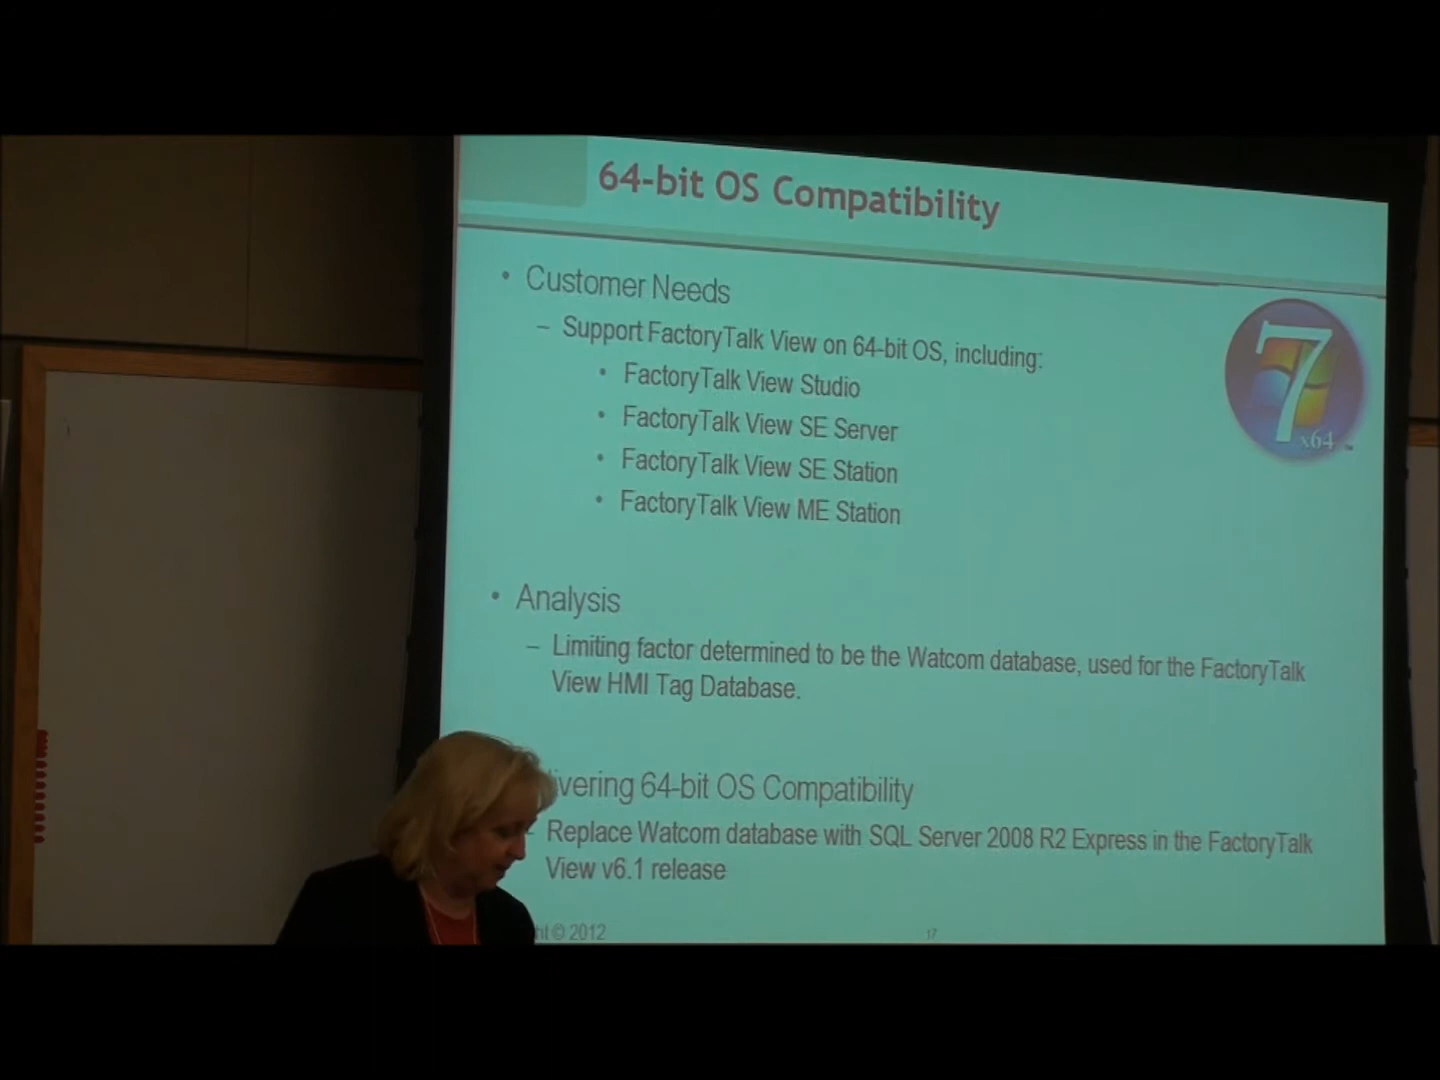 64-bit OS Compatibility
• Customer Needs
– Support FactoryTalk View on 64-bit OS, including:
• FactoryTalk View Studio
• FactoryTalk View SE Server
• FactoryTalk View SE Station
• FactoryTalk View ME Station
7
x64
• Analysis
– Limiting factor determined to be the Watcom database, used for the FactoryTalk
View HMI Tag Database.
vering 64-bit OS Compatibility
– Replace Watcom database with SQL Server 2008 R2 Express in the FactoryTalk
View v6.1 release
ht © 2012
17